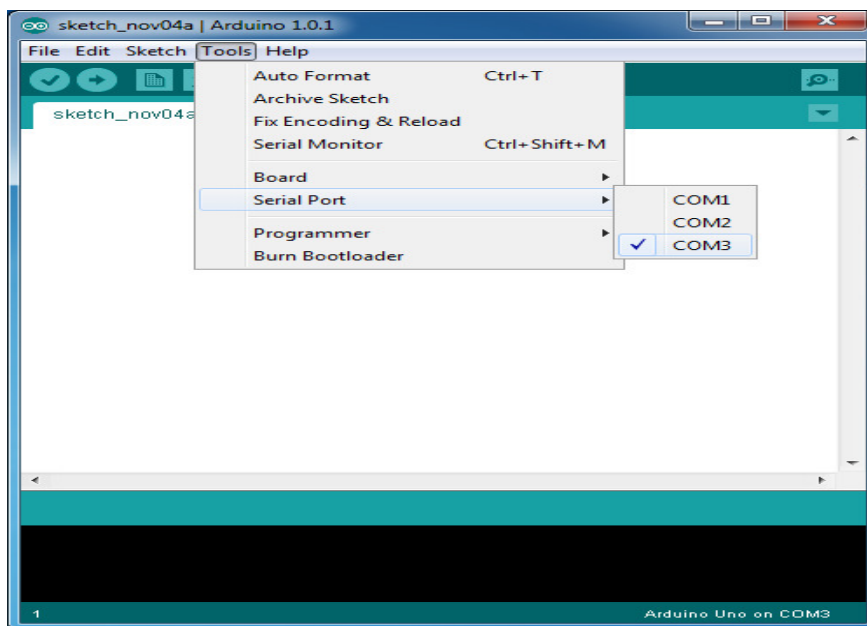 sketch_nov04a | Arduino 1.0.1
File Edit Sketch Tools Help
sketch_nov04a
Auto Format Ctrl+T
Archive Sketch
Fix Encoding & Reload
Serial Monitor Ctrl+Shift+M
Board
Serial Port
Programmer
Burn Bootloader
COM1
COM2
COM3
1 Arduino Uno on COM3